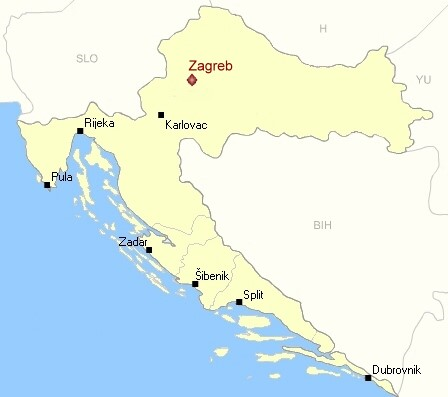 H
SLO
Zagreb
YU
Rijeka
Karlovac
Pula
BIH
Zadar
Šibenik
Split
Dubrovnik